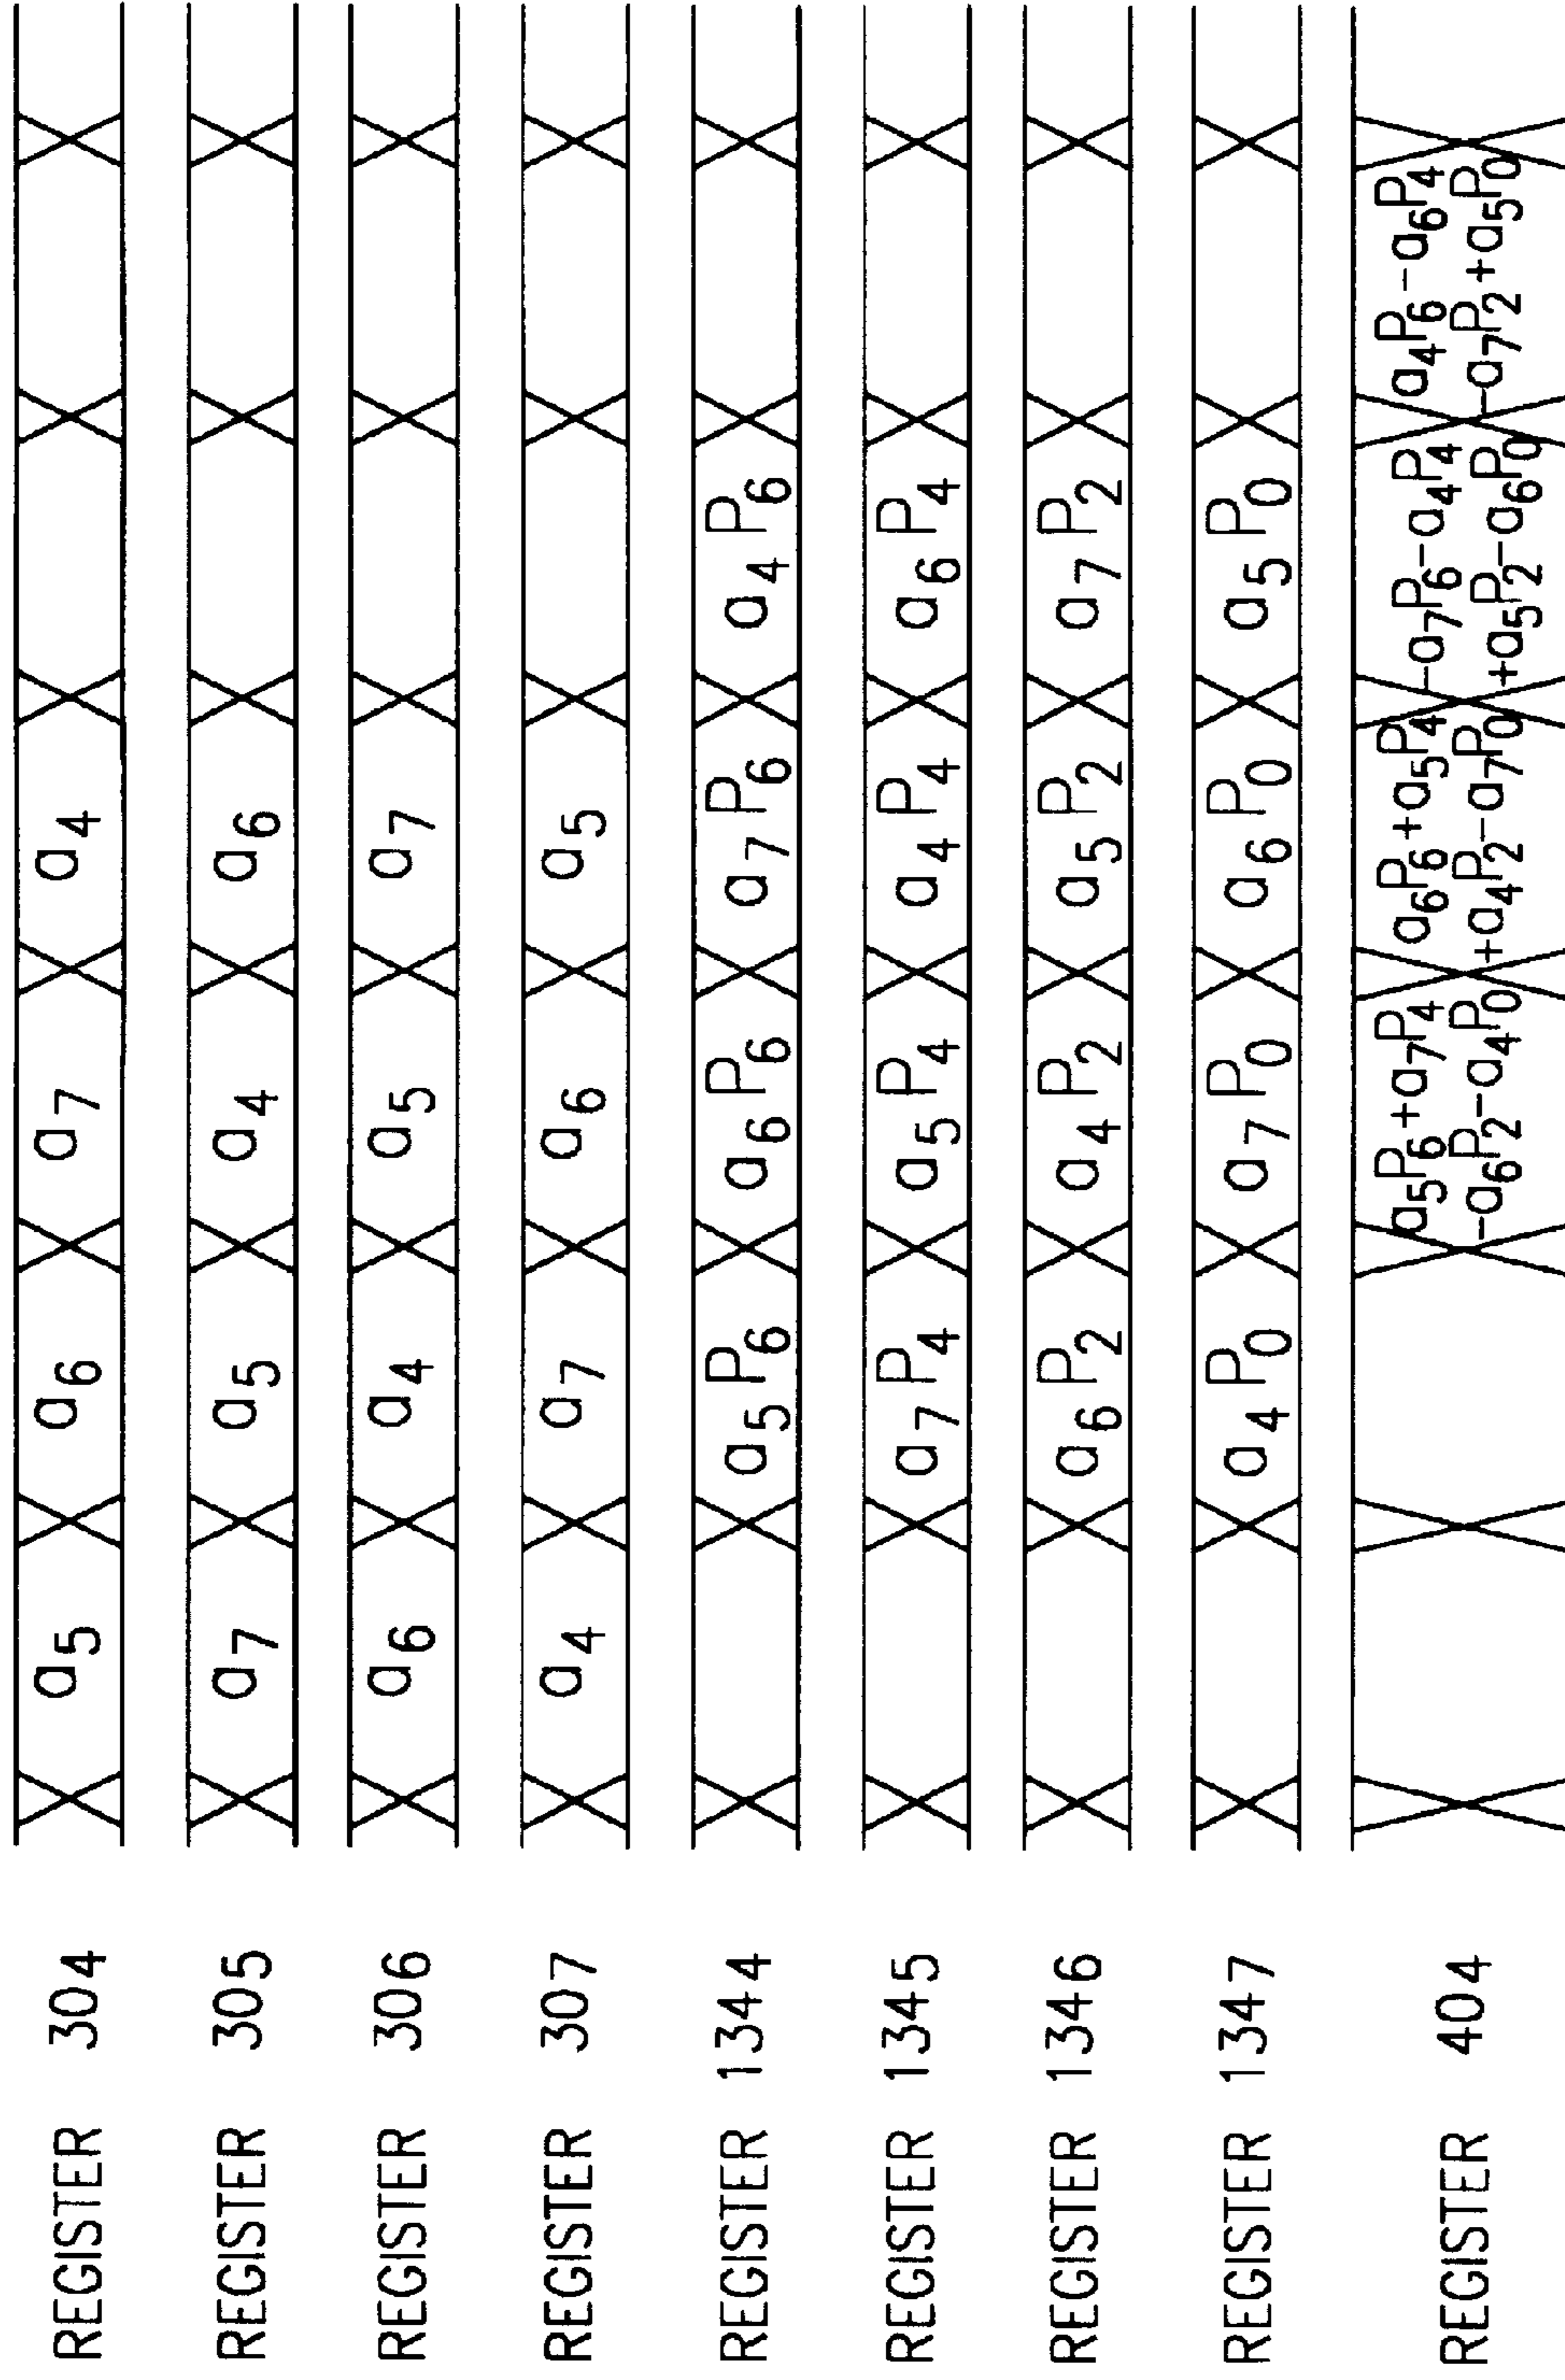 REGISTER 304 a5 a6 a7 a4
REGISTER 305 a7 a5 a4 a6
REGISTER 306 a6 a4 a5 a7
REGISTER 307 a4 a7 a6 a5
REGISTER 1344 a5P6 a6P6 a7P6 a4P6
REGISTER 1345 a7P4 a5P4 a4P4 a6P4
REGISTER 1346 a6P2 a4P2 a5P2 a7P2
REGISTER 1347 a4P0 a7P0 a6P0 a5P0
REGISTER 404 a5P6+a7P4 a6P6+a5P4 -a7P6-a4P4 a4P6-a6P4
-a6P2-a4P0 +a4P2-a7P0 +a5P2-a6P0 -a7P2+a5P0